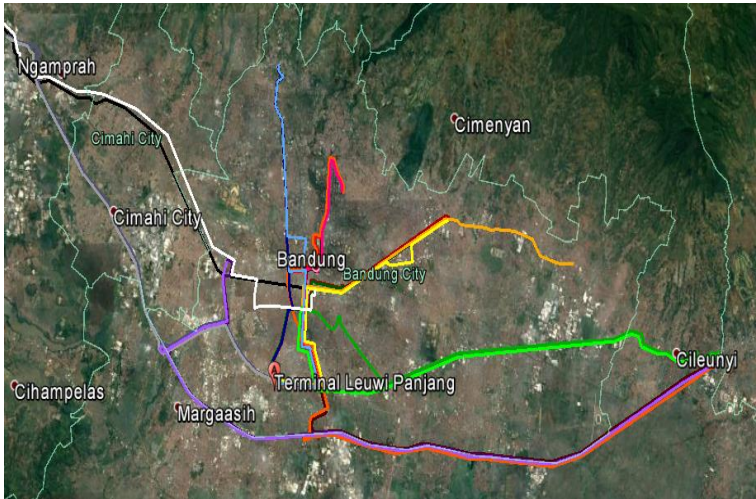 Ngamprah
Cimenyan
Cimahi City
Cimahi City
Bandung
Bandung City
Cileunyi
Terminal Leuwi Panjang
Cihampelas
Margaasih